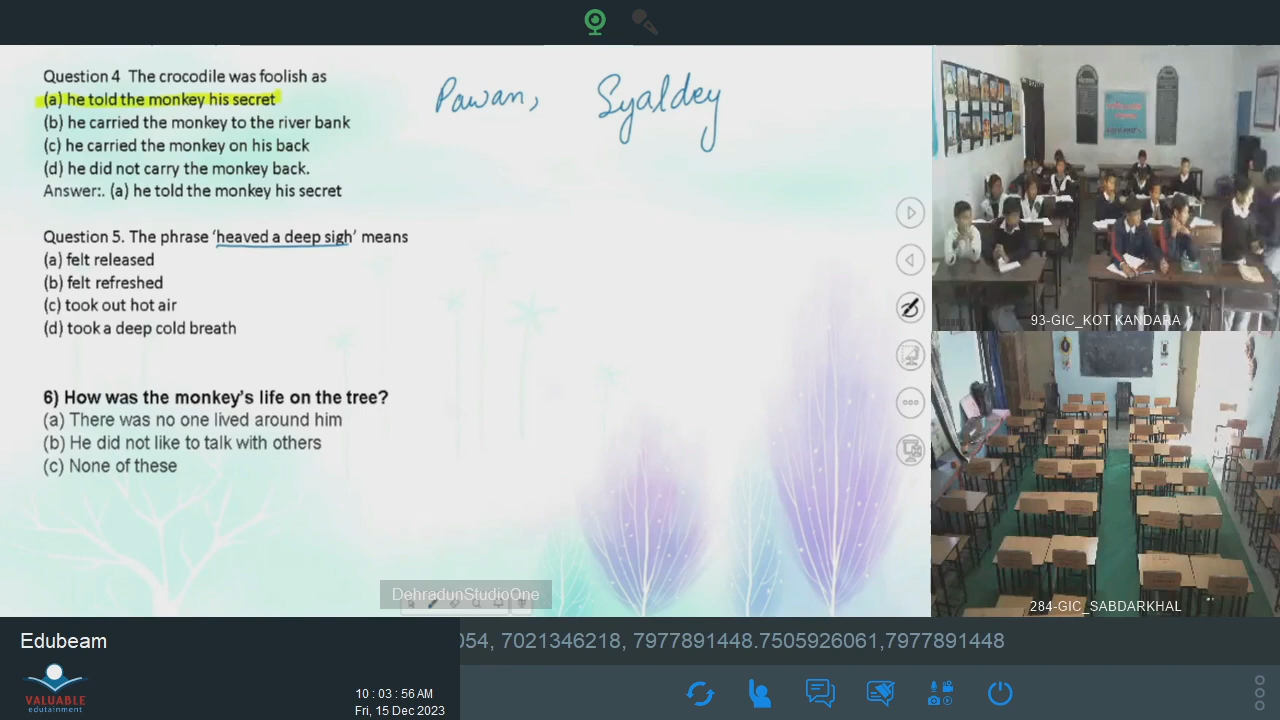 Question 4 The crocodile was foolish as
(a) he told the monkey his secret
(b) he carried the monkey to the river bank
(c) he carried the monkey on his back
(d) he did not carry the monkey back.
Answer:. (a) he told the monkey his secret
Pawan, Syaldey
Question 5. The phrase ‘heaved a deep sigh’ means
(a) felt released
(b) felt refreshed
(c) took out hot air
(d) took a deep cold breath
6) How was the monkey's life on the tree?
(a) There was no one lived around him
(b) He did not like to talk with others
(c) None of these
DehradunStudioOne
93-GIC_KOT KANDARA
284-GIC_SABDARKHAL
Edubeam
054, 7021346218, 7977891448.7505926061,7977891448
VALUABLE
edutainment
10 : 03 : 56 AM
Fri, 15 Dec 2023